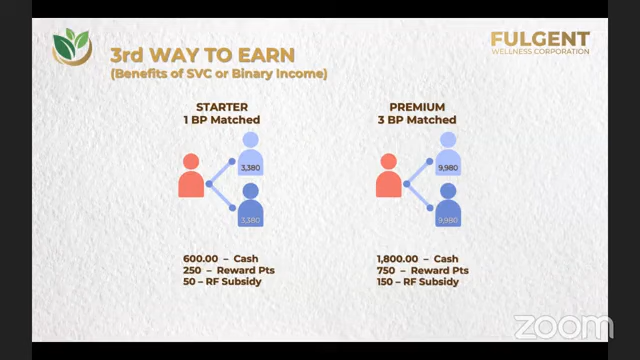 3rd WAY TO EARN
(Benefits of SVC or Binary Income)
FULGENT
WELLNESS CORPORATION
STARTER
1 BP Matched
3,380
3,380
600.00 – Cash
250 – Reward Pts
50 – RF Subsidy
PREMIUM
3 BP Matched
9,980
9,980
1,800.00 – Cash
750 – Reward Pts
150 – RF Subsidy
zoom